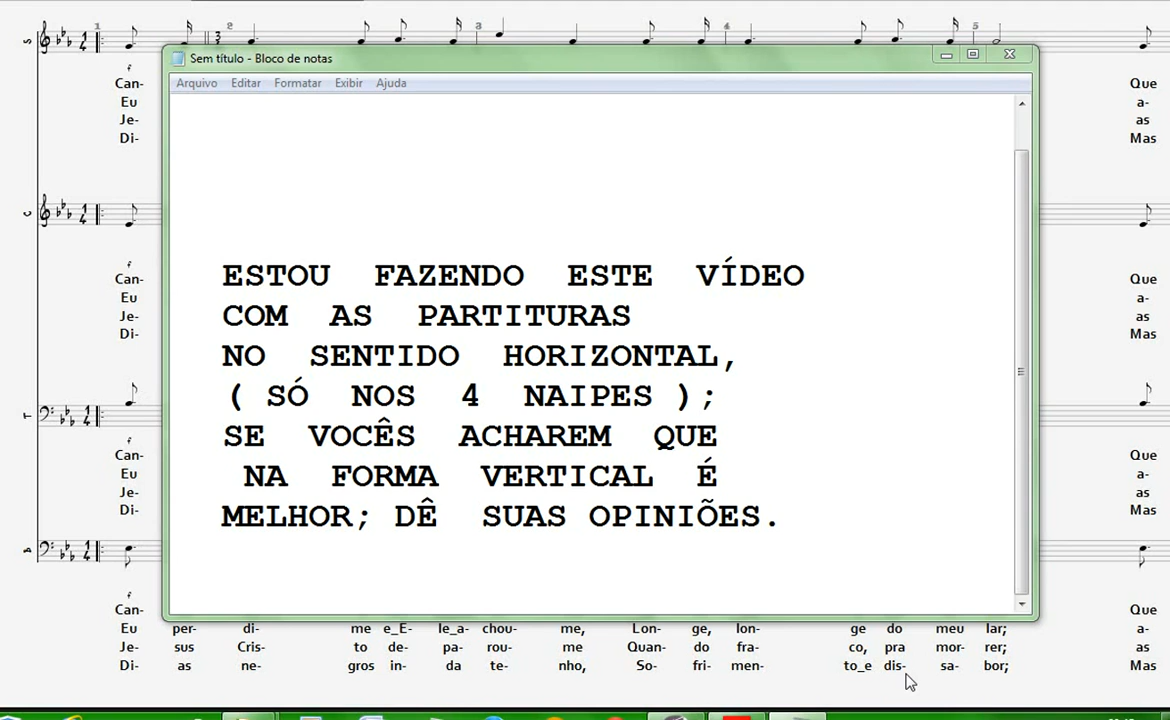 1 2 3 4 5
S
Can- Que
Eu a-
Je- as
Di- Mas
Sem título - Bloco de notas
Arquivo Editar Formatar Exibir Ajuda
ESTOU FAZENDO ESTE VÍDEO
COM AS PARTITURAS
NO SENTIDO HORIZONTAL,
( SÓ NOS 4 NAIPES );
SE VOCÊS ACHAREM QUE
NA FORMA VERTICAL É
MELHOR; DÊ SUAS OPINIÕES.
C
Can- Que
Eu a-
Je- as
Di- Mas
T
Can- Que
Eu a-
Je- as
Di- Mas
Can- Que
Eu per- di- me e_E- le_a- chou- me, Lon- ge, lon- ge do meu lar; a-
Je- sus Cris- to de- pa- rou- me Quan- do fra- co, pra mor- rer; as
Di- as ne- gros in- da te- nho, So- fri- men- to_e dis- sa- bor; Mas